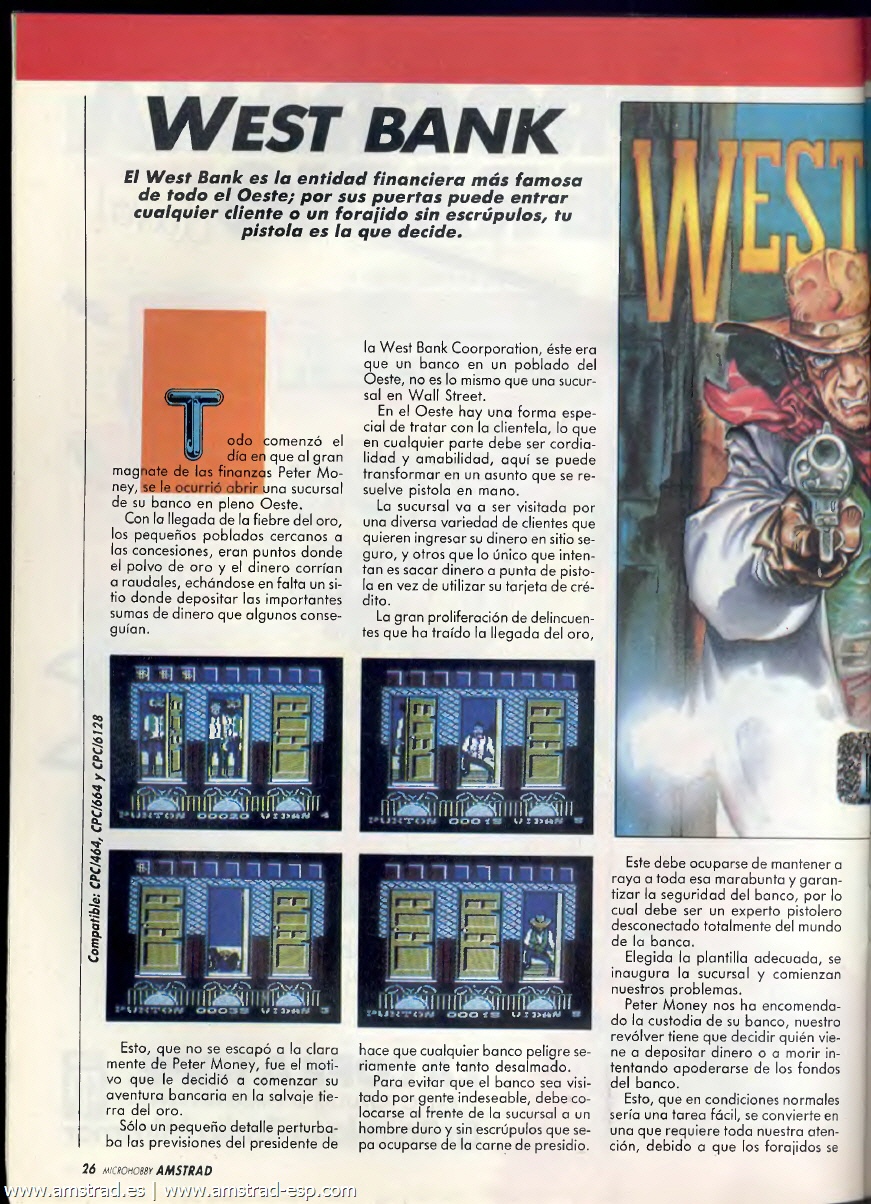 WEST BANK
El West Bank es la entidad financiera más famosa
de todo el Oeste; por sus puertas puede entrar
cualquier cliente o un forajido sin escrúpulos, tu
pistola es la que decide.
WEST
Todo comenzó el
día en que al gran
magnate de las finanzas Peter Mo-
ney, se le ocurrió abrir una sucursal
de su banco en pleno Oeste.
Con la llegada de la fiebre del oro,
los pequeños poblados cercanos a
las concesiones, eran puntos donde
el polvo de oro y el dinero corrían
a raudales, echándose en falta un si-
tio donde depositar las importantes
sumas de dinero que algunos conse-
guían.
Esto, que no se escapó a la clara
mente de Peter Money, fue el moti-
vo que le decidió a comenzar su
aventura bancaria en la salvaje tie-
rra del oro.
Sólo un pequeño detalle perturba-
ba las previsiones del presidente de
la West Bank Coorporation, éste era
que un banco en un poblado del
Oeste, no es lo mismo que una sucur-
sal en Wall Street.
En el Oeste hay una forma espe-
cial de tratar con la clientela, lo que
en cualquier parte debe ser cordia-
lidad y amabilidad, aquí se puede
transformar en un asunto que se re-
suelve pistola en mano.
La sucursal va a ser visitada por
una diversa variedad de clientes que
quieren ingresar su dinero en sitio se-
guro, y otros que lo único que inten-
tan es sacar dinero a punta de pisto-
la en vez de utilizar su tarjeta de cré-
dito.
La gran proliferación de delincuen-
tes que ha traído la llegada del oro,
hace que cualquier banco peligre se-
riamente ante tanto desalmado.
Para evitar que el banco sea visi-
tado por gente indeseable, debe co-
locarse al frente de la sucursal a un
hombre duro y sin escrúpulos que se-
pa ocuparse de la carne de presidio.
Este debe ocuparse de mantener a
raya a toda esa marabunta y garan-
tizar la seguridad del banco, por lo
cual debe ser un experto pistolero
desconectado totalmente del mundo
de la banca.
Elegida la plantilla adecuada, se
inaugura la sucursal y comienzan
nuestros problemas.
Peter Money nos ha encomenda-
do la custodia de su banco, nuestro
revólver tiene que decidir quién vie-
ne a depositar dinero o a morir in-
tentando apoderarse de los fondos
del banco.
Esto, que en condiciones normales
sería una tarea fácil, se convierte en
una que requiere toda nuestra aten-
ción, debido a que los forajidos se
Compatible: CPC/464, CPC/664 y CPC/6128
PUNTOS 00020 VIDAS 4
PUNTOS 00015 VIDAS 5
PUNTOS 00035 VIDAS 3
PUNTOS 00015 VIDAS 5
26 MICROHOBBY AMSTRAD
www.amstrad.es | www.amstrad-esp.com